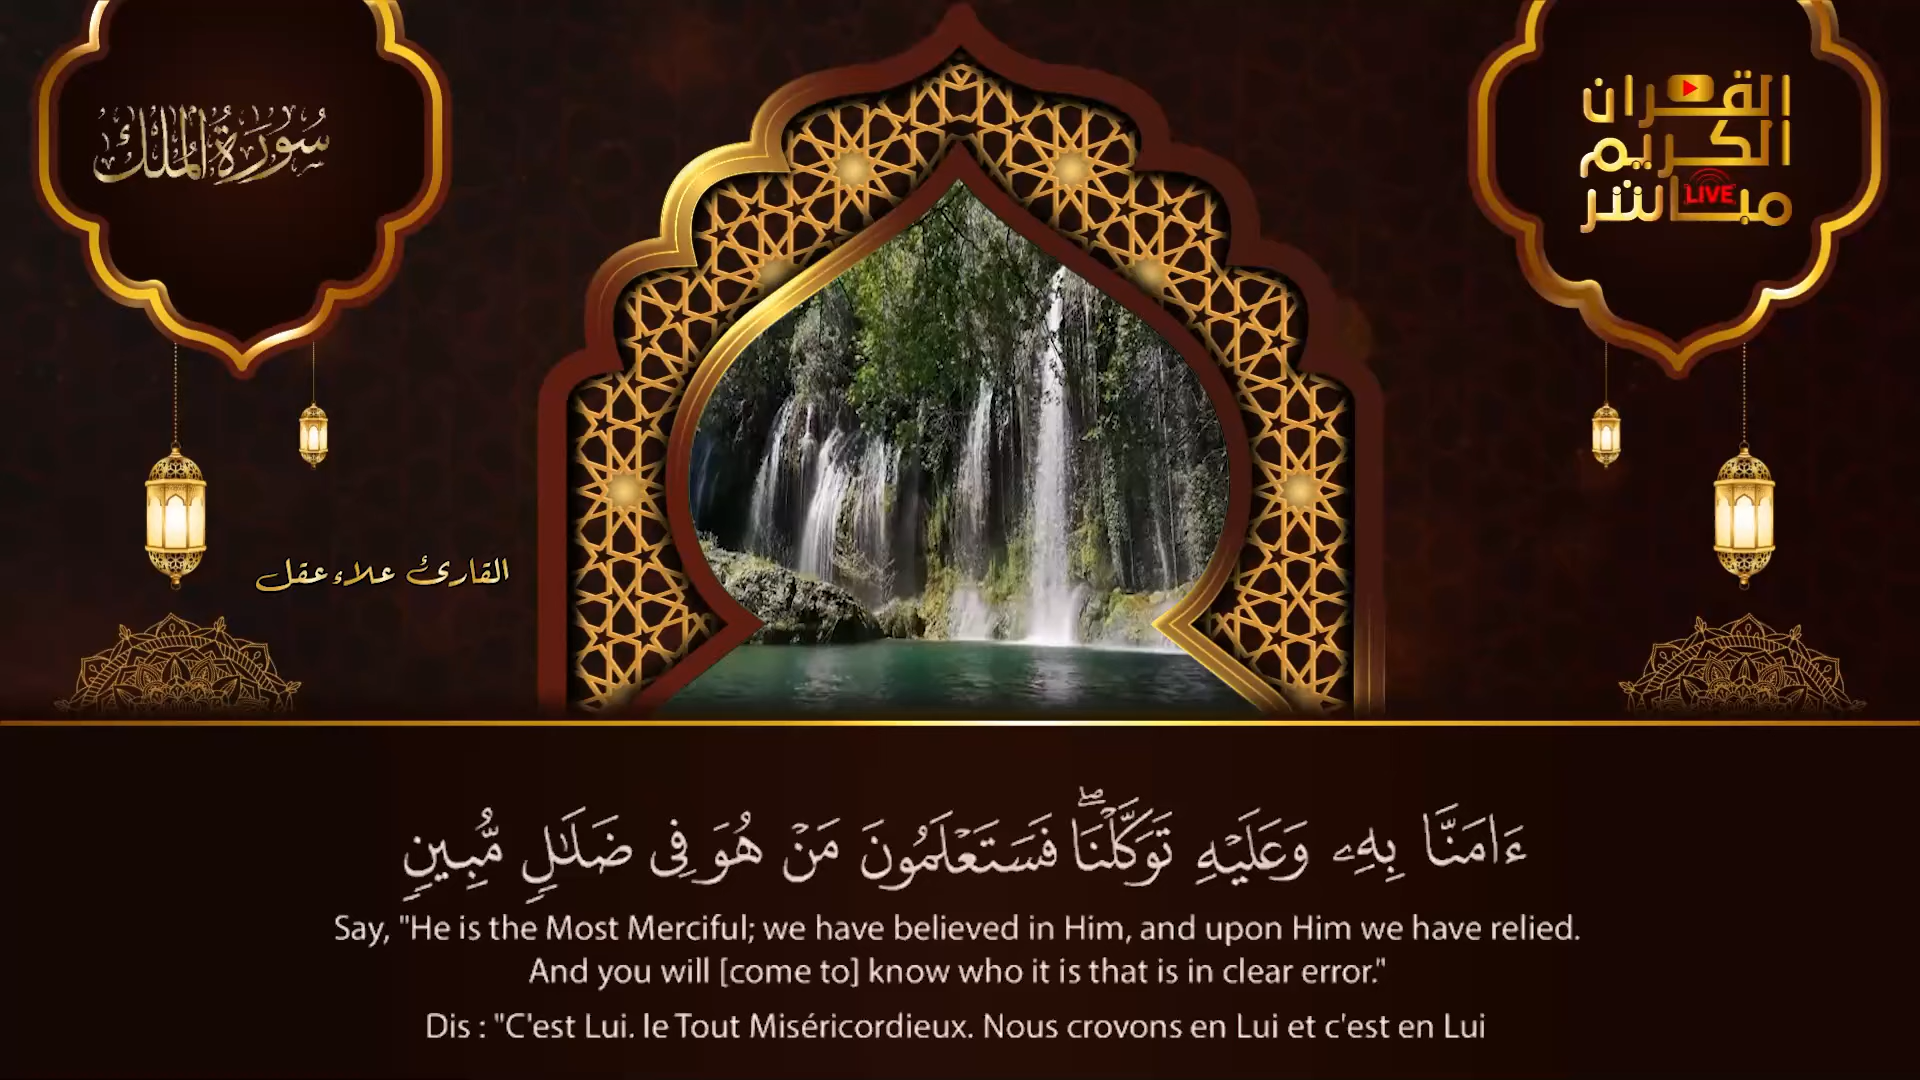 سُورَةُ المُلك
القران
الكريم
مباشر
LIVE
القارئ علاء عقل
ءَامَنَّا بِهِۦ وَعَلَيْهِ تَوَكَّلْنَا ۖ فَسَتَعْلَمُونَ مَنْ هُوَ فِى ضَلَـٰلٍ مُّبِينٍ
Say, "He is the Most Merciful; we have believed in Him, and upon Him we have relied.
And you will [come to] know who it is that is in clear error."
Dis : "C'est Lui. le Tout Miséricordieux. Nous crovons en Lui et c'est en Lui